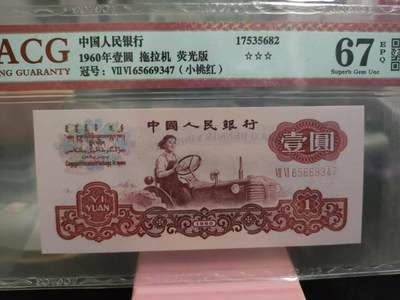 ACG
NG GUARANTY
中国人民银行
1960年壹圆 拖拉机 荧光版
冠号：VII VI 65669347（小桃红）
17535682
☆☆☆
67 EPQ
Superb Gem Unc
中國人民銀行
壹圓
VII VI 65669347
YI
YUAN
1960
1